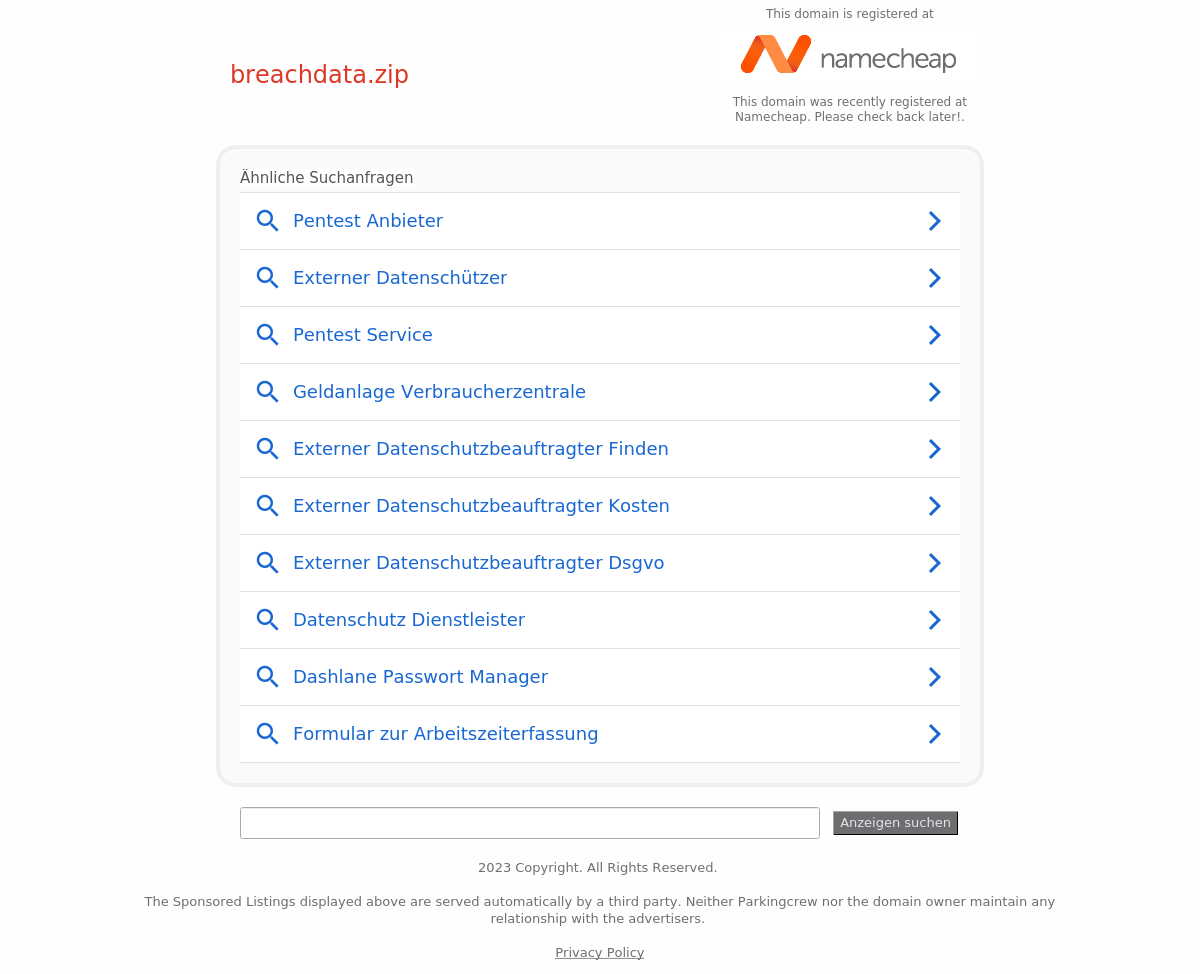 This domain is registered at
namecheap
breachdata.zip
This domain was recently registered at
Namecheap. Please check back later!.
Ähnliche Suchanfragen
Pentest Anbieter
Externer Datenschützer
Pentest Service
Geldanlage Verbraucherzentrale
Externer Datenschutzbeauftragter Finden
Externer Datenschutzbeauftragter Kosten
Externer Datenschutzbeauftragter Dsgvo
Datenschutz Dienstleister
Dashlane Passwort Manager
Formular zur Arbeitszeiterfassung
Anzeigen suchen
2023 Copyright. All Rights Reserved.
The Sponsored Listings displayed above are served automatically by a third party. Neither Parkingcrew nor the domain owner maintain any
relationship with the advertisers.
Privacy Policy